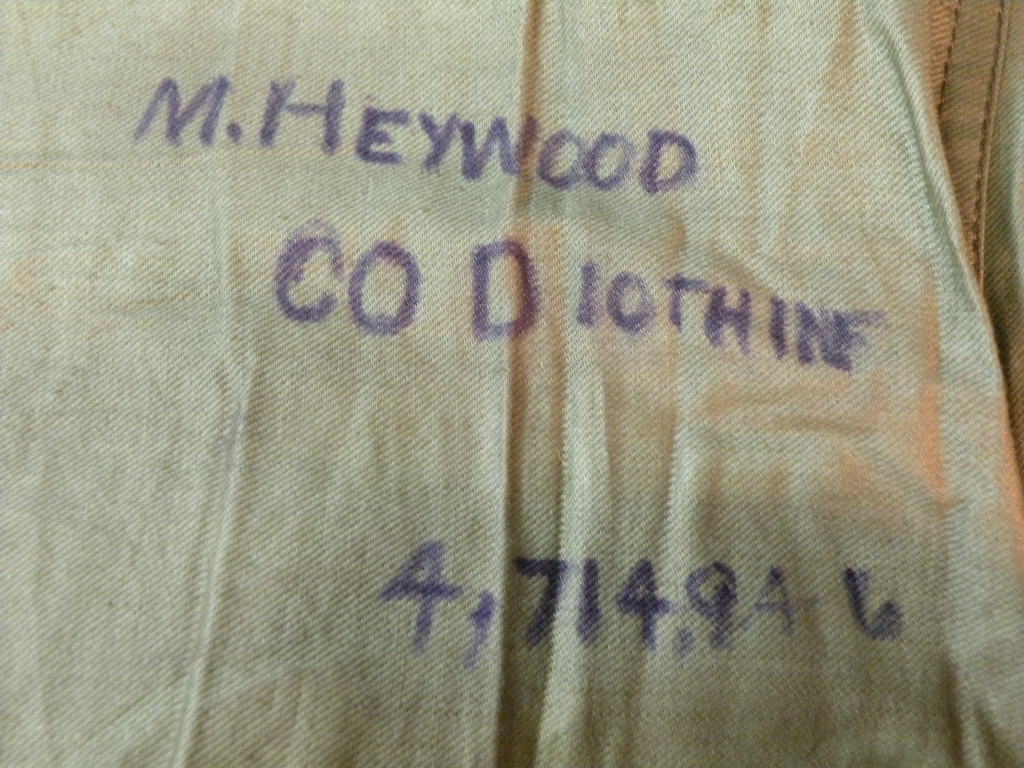 M. HEYWOOD
CO D 10TH INF
4,714,946